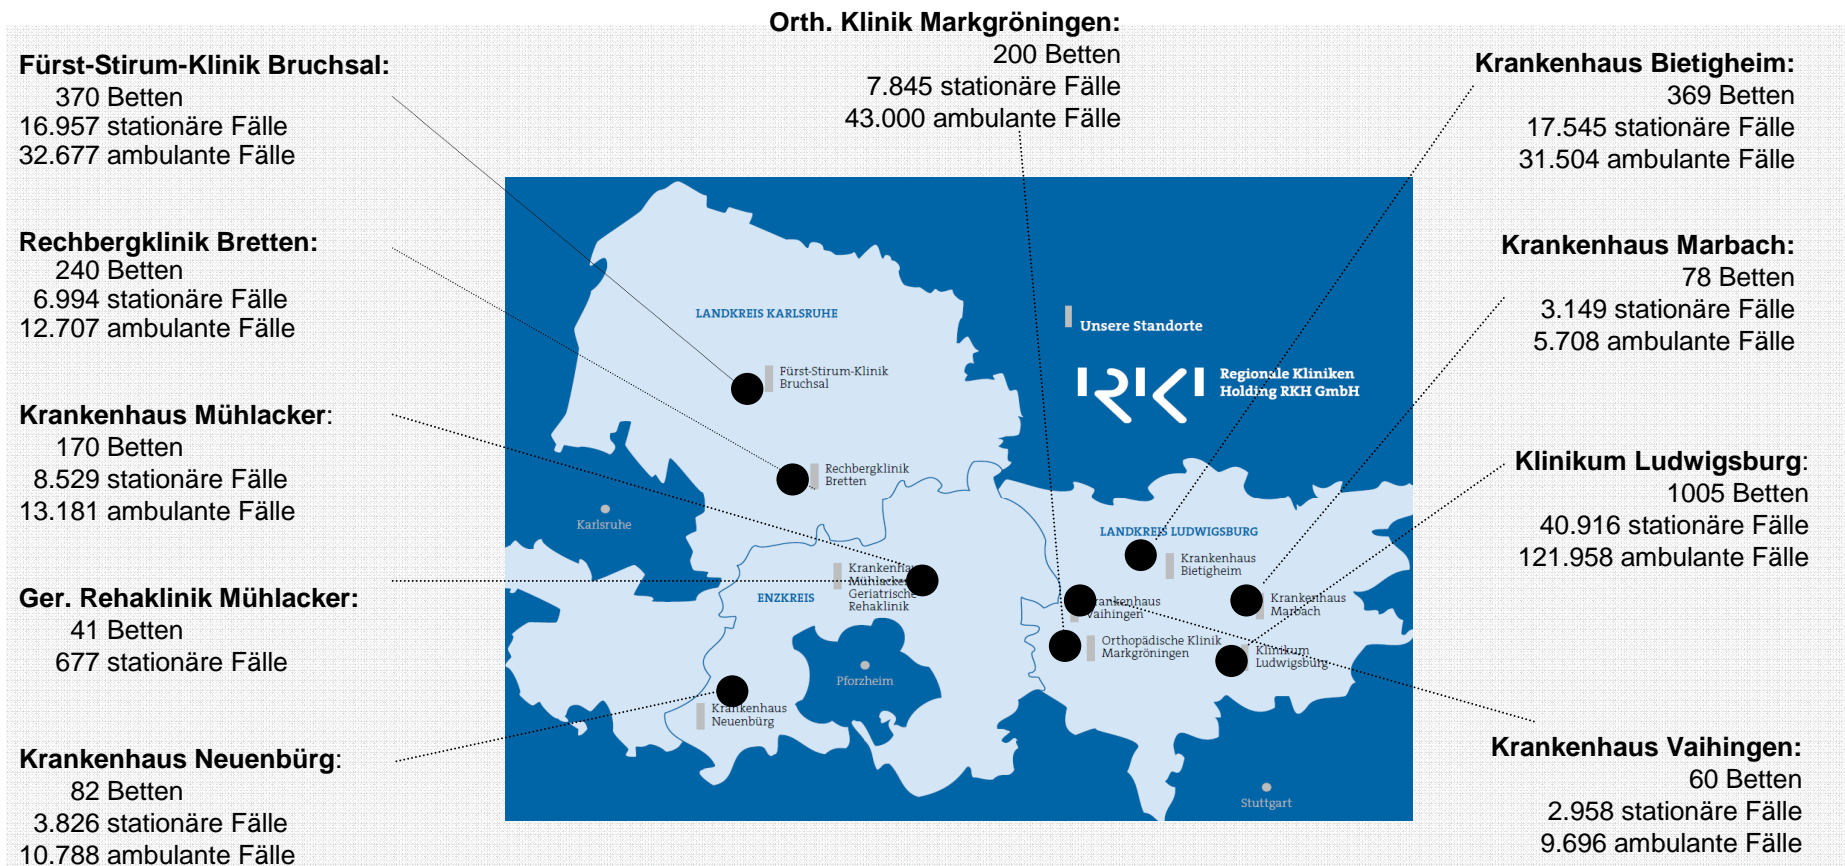 Orth. Klinik Markgröningen:
200 Betten
7.845 stationäre Fälle
43.000 ambulante Fälle
Fürst-Stirum-Klinik Bruchsal:
370 Betten
16.957 stationäre Fälle
32.677 ambulante Fälle
Rechbergklinik Bretten:
240 Betten
6.994 stationäre Fälle
12.707 ambulante Fälle
Krankenhaus Mühlacker:
170 Betten
8.529 stationäre Fälle
13.181 ambulante Fälle
Ger. Rehaklinik Mühlacker:
41 Betten
677 stationäre Fälle
Krankenhaus Neuenbürg:
82 Betten
3.826 stationäre Fälle
10.788 ambulante Fälle
Krankenhaus Bietigheim:
369 Betten
17.545 stationäre Fälle
31.504 ambulante Fälle
Krankenhaus Marbach:
78 Betten
3.149 stationäre Fälle
5.708 ambulante Fälle
Klinikum Ludwigsburg:
1005 Betten
40.916 stationäre Fälle
121.958 ambulante Fälle
Krankenhaus Vaihingen:
60 Betten
2.958 stationäre Fälle
9.696 ambulante Fälle
LANDKREIS KARLSRUHE
Unsere Standorte
RKH
Regionale Kliniken
Holding RKH GmbH
Fürst-Stirum-Klinik
Bruchsal
Rechbergklinik
Bretten
Karlsruhe
LANDKREIS LUDWIGSBURG
Krankenhaus
Bietigheim
Krankenhaus
Mühlacker
Geriatrische
Rehaklinik
ENZKREIS
Krankenhaus
Vaihingen
Krankenhaus
Marbach
Orthopädische Klinik
Markgröningen
Klinikum
Ludwigsburg
Pforzheim
Krankenhaus
Neuenbürg
Stuttgart